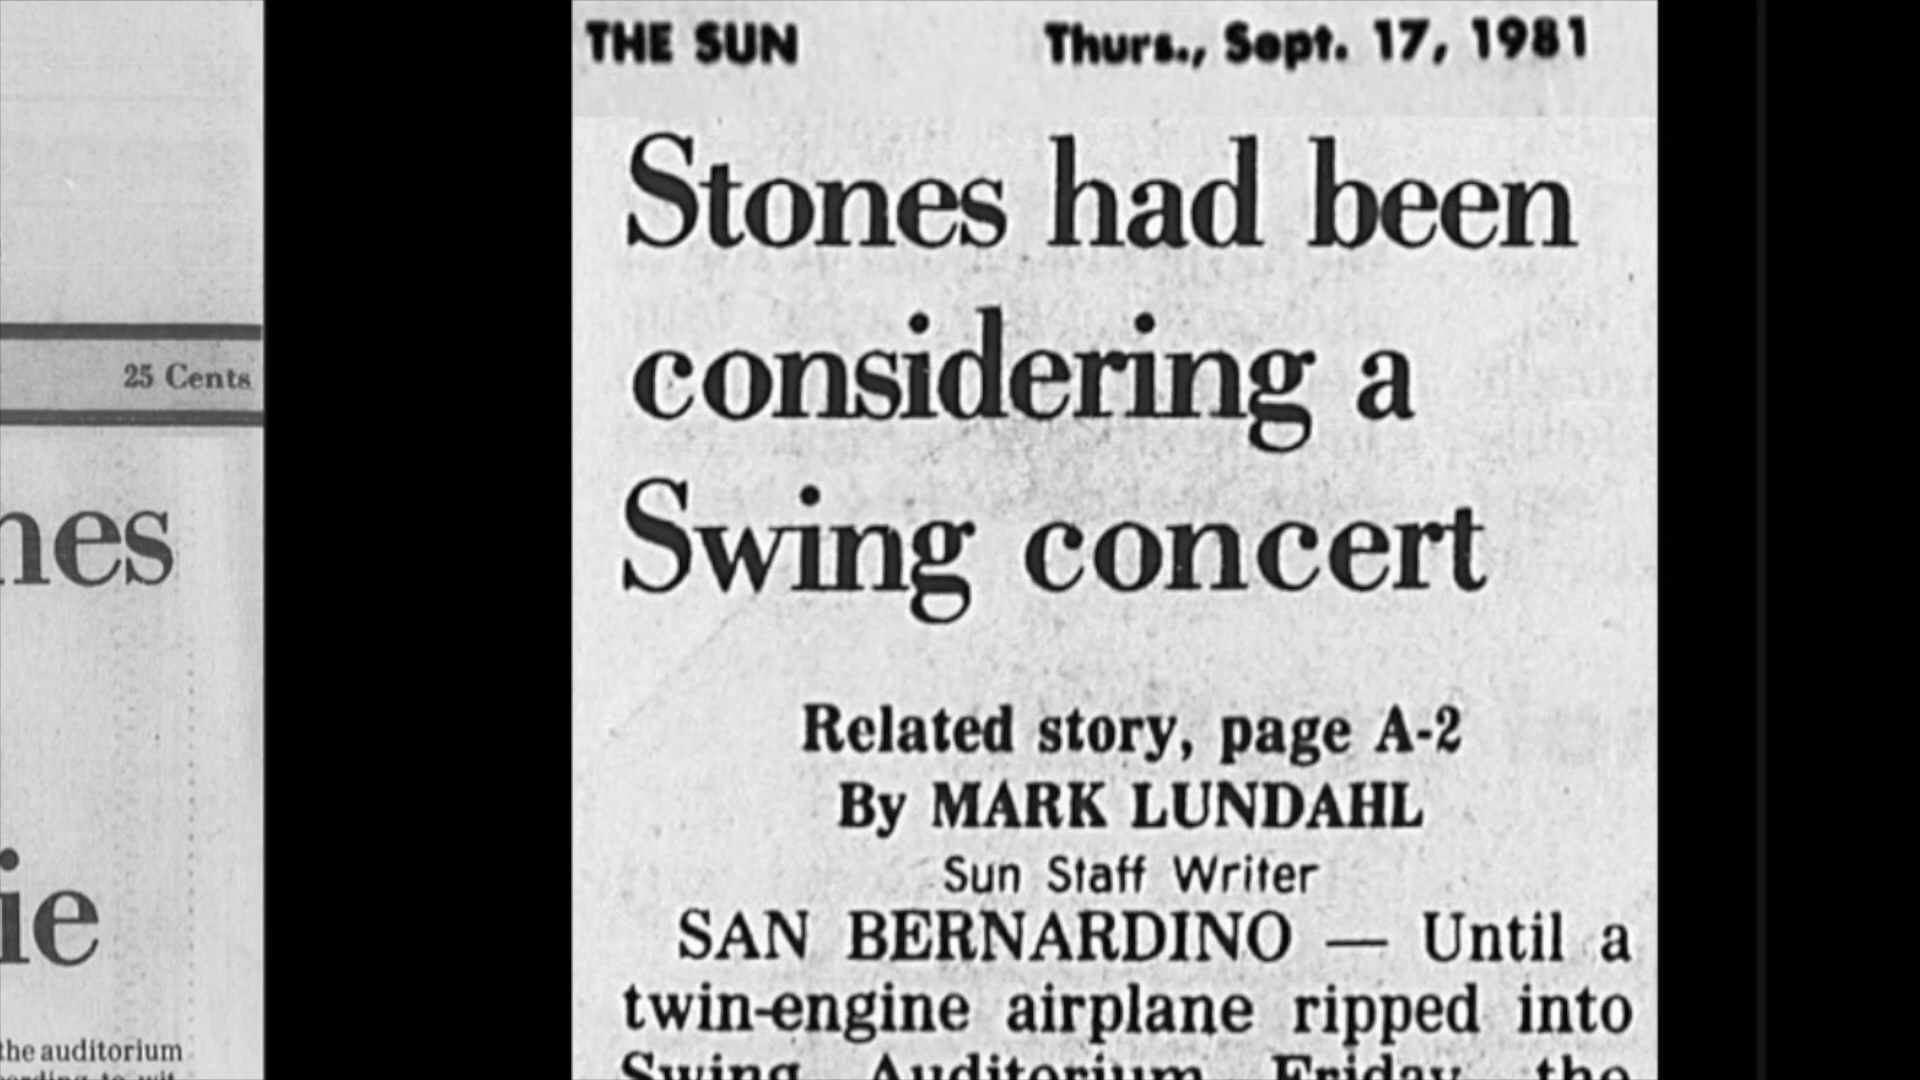 25 Cents
nes
ie
the auditorium
to wit
THE SUN Thurs., Sept. 17, 1981
Stones had been
considering a
Swing concert
Related story, page A-2
By MARK LUNDAHL
Sun Staff Writer
SAN BERNARDINO — Until a
twin-engine airplane ripped into
Swing Auditorium Friday, the